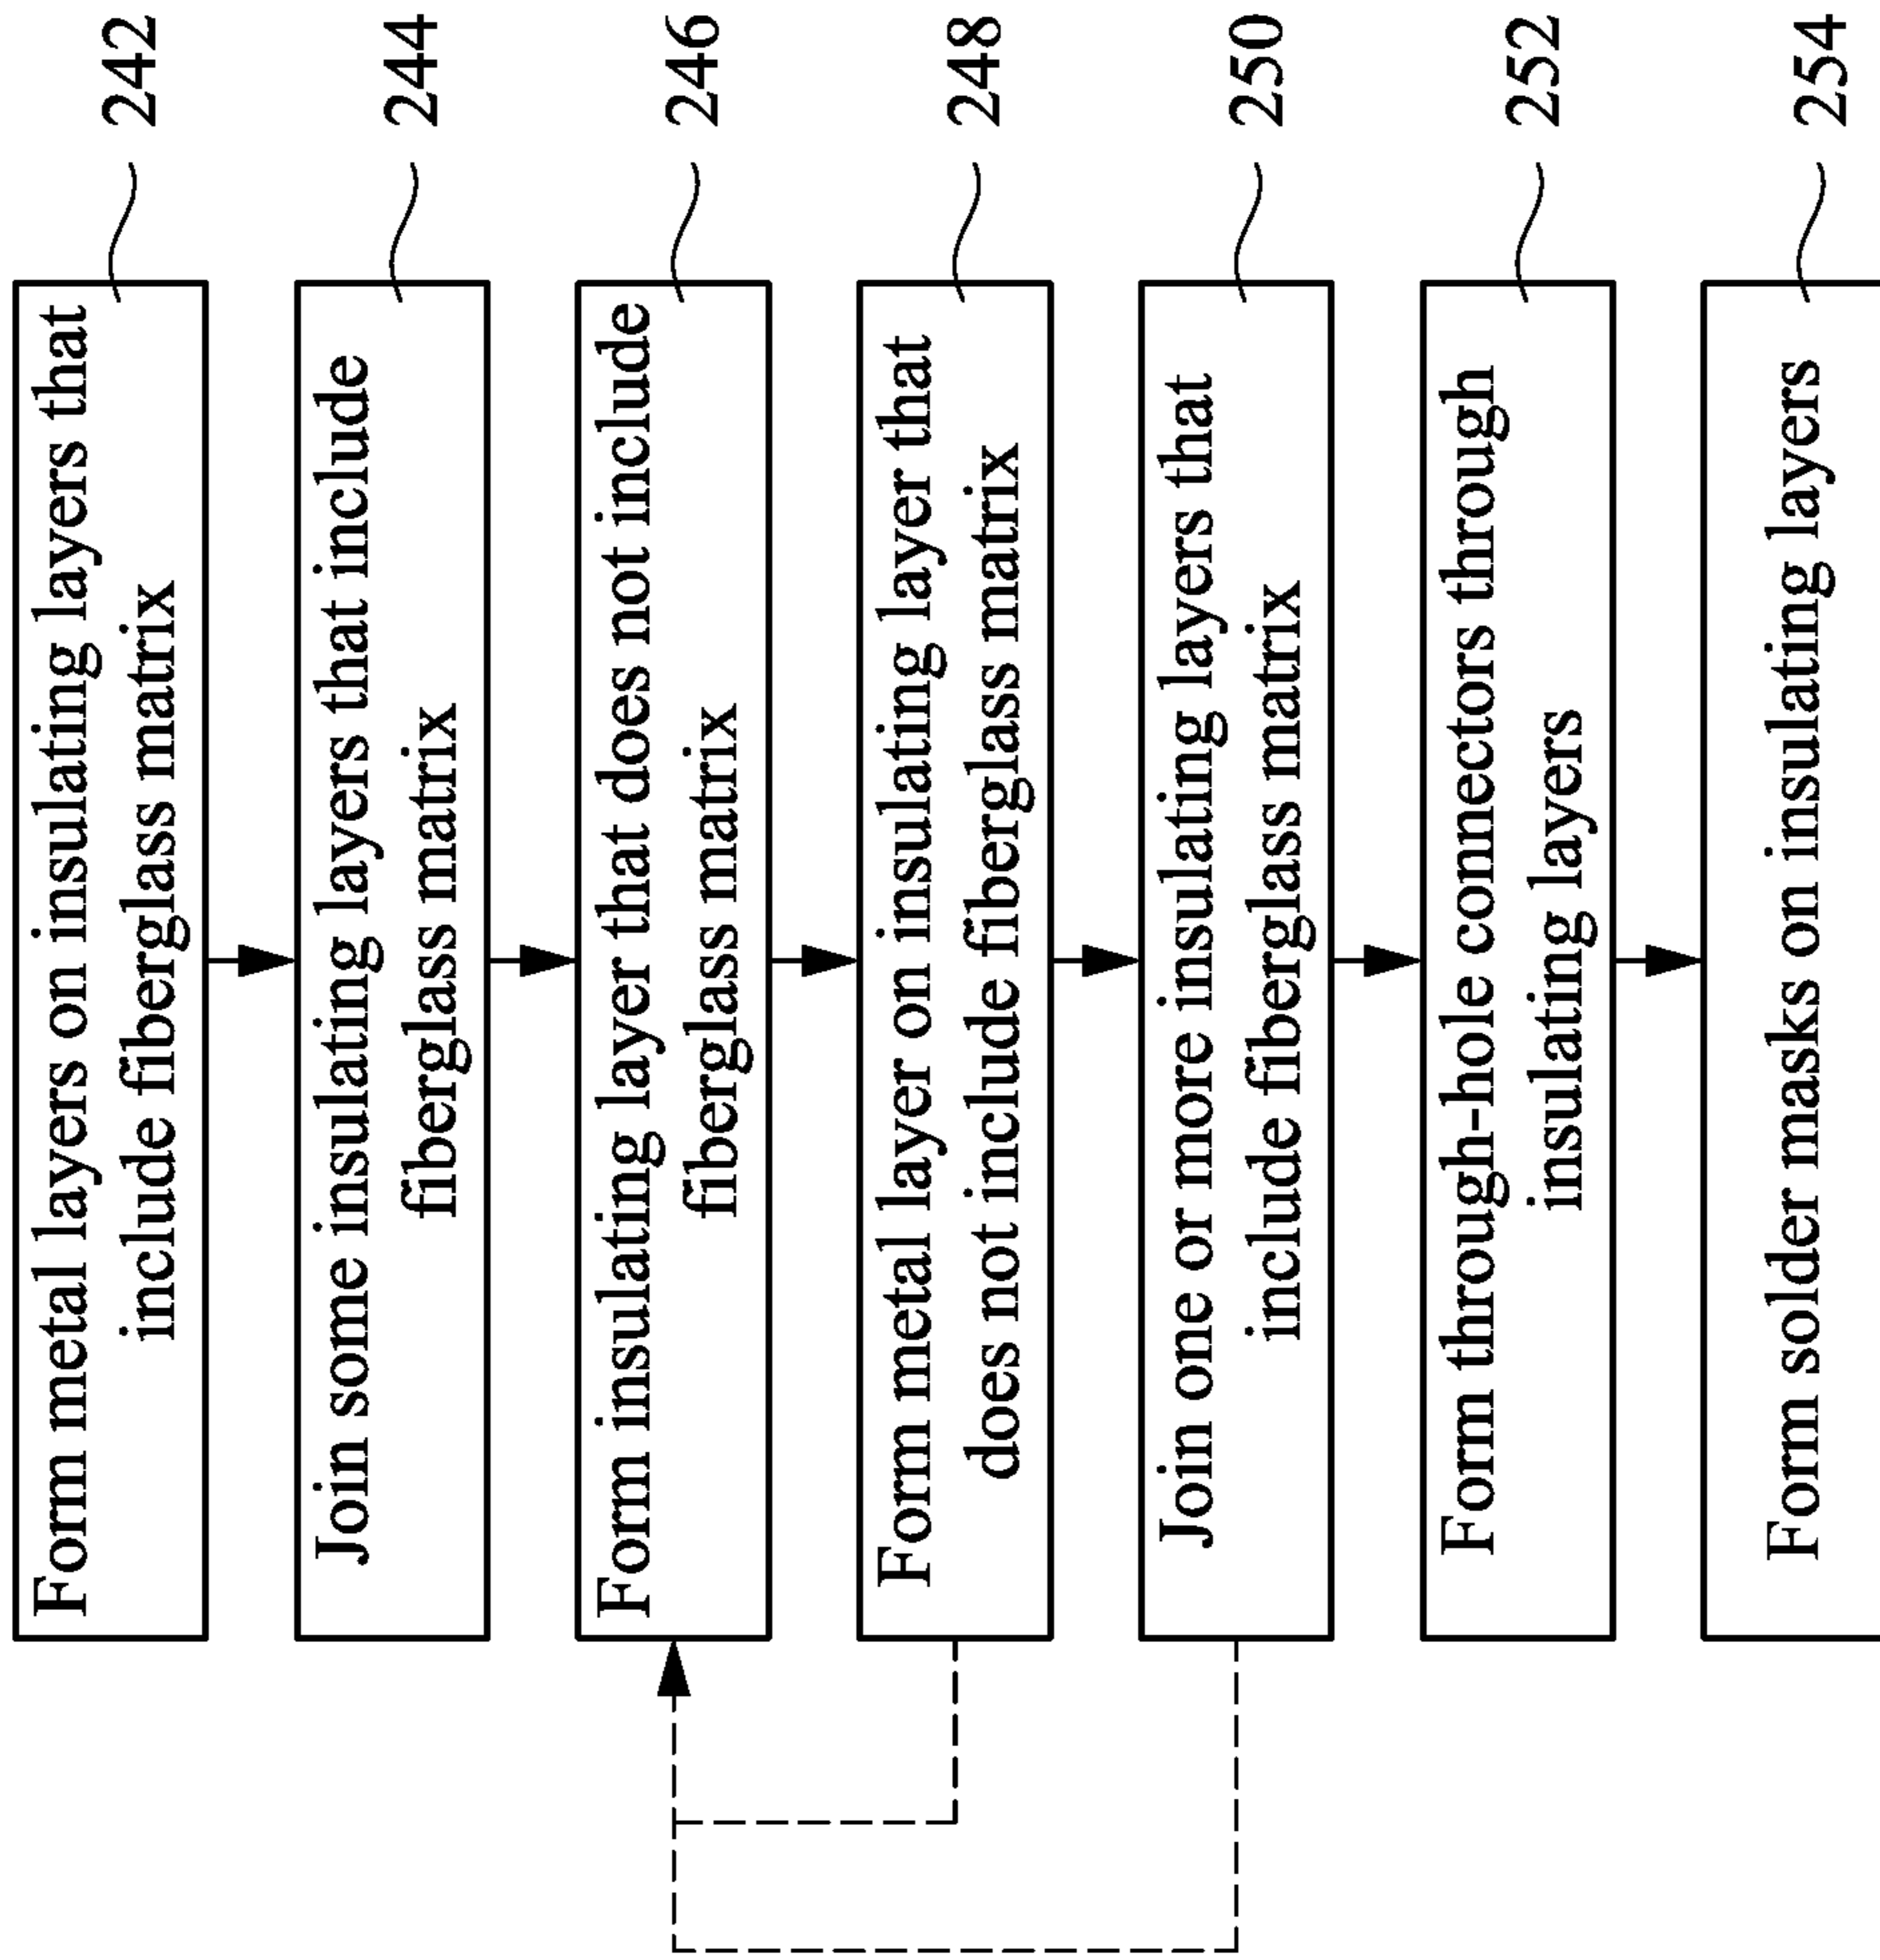 Form metal layers on insulating layers that
include fiberglass matrix
242
Join some insulating layers that include
fiberglass matrix
244
Form insulating layer that does not include
fiberglass matrix
246
Form metal layer on insulating layer that
does not include fiberglass matrix
248
Join one or more insulating layers that
include fiberglass matrix
250
Form through-hole connectors through
insulating layers
252
Form solder masks on insulating layers
254